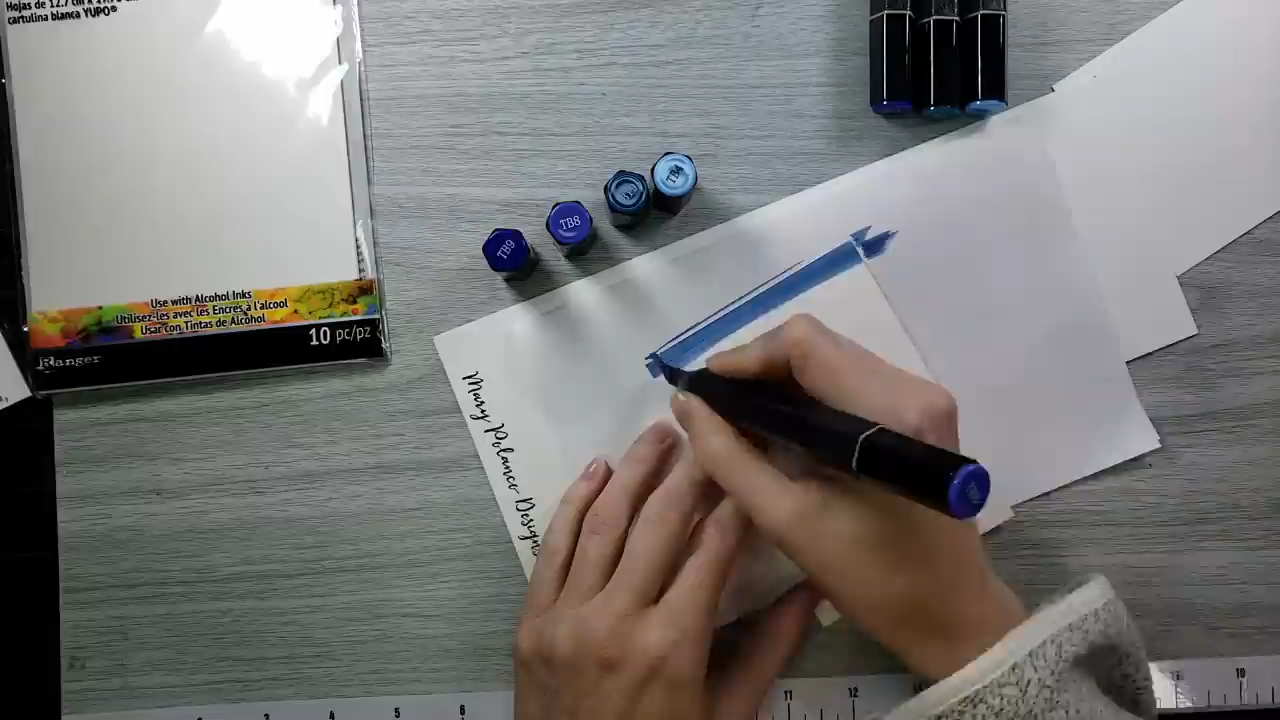 Hojas de 12.7 cm x
cartulina blanca YUPO®
Use with Alcohol Inks
Utilisez-les avec les Encres à l'alcool
Usar con Tintas de Alcohol
10 pc/pz
Ranger
TB9
TB8
TB4
Mary Polanco Designs
5
6
11
12
10